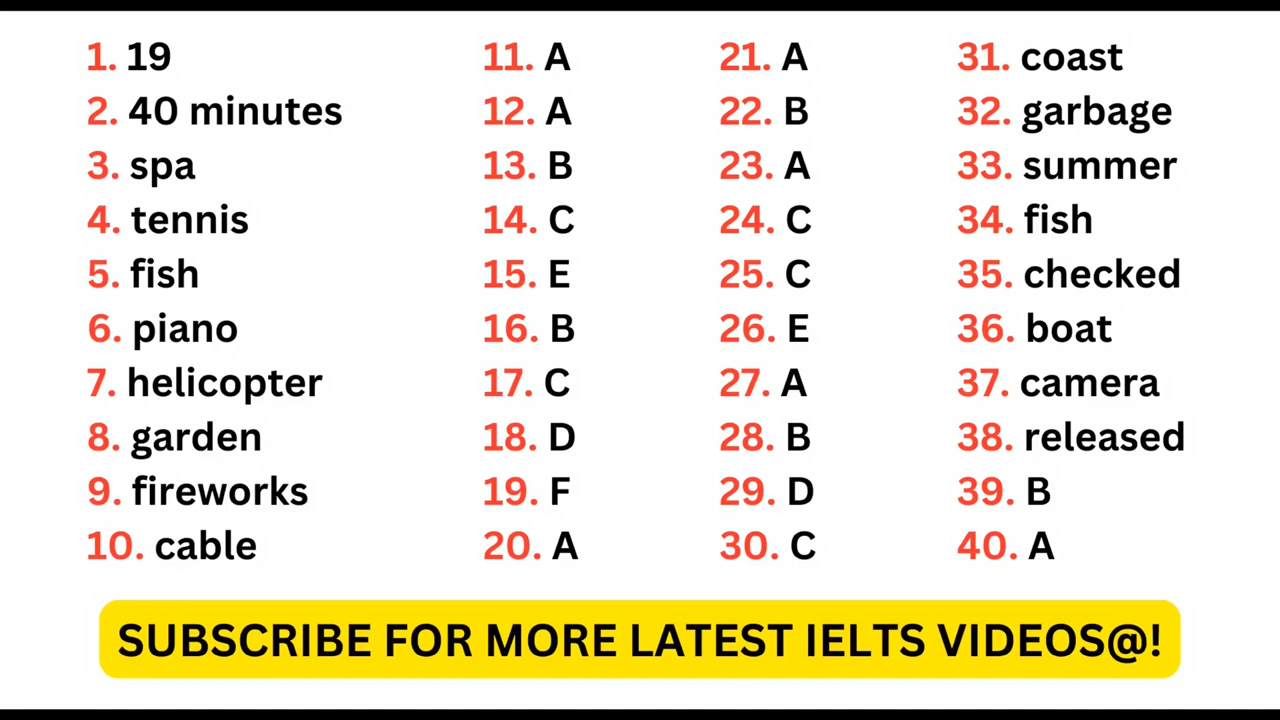 1. 19
2. 40 minutes
3. spa
4. tennis
5. fish
6. piano
7. helicopter
8. garden
9. fireworks
10. cable
11. A
12. A
13. B
14. C
15. E
16. B
17. C
18. D
19. F
20. A
21. A
22. B
23. A
24. C
25. C
26. E
27. A
28. B
29. D
30. C
31. coast
32. garbage
33. summer
34. fish
35. checked
36. boat
37. camera
38. released
39. B
40. A
SUBSCRIBE FOR MORE LATEST IELTS VIDEOS@!